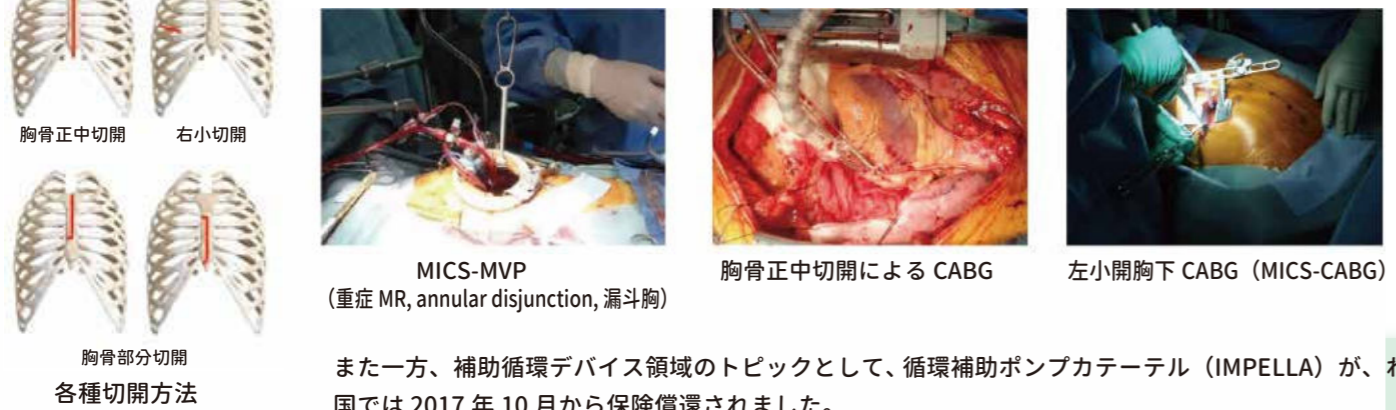 胸骨正中切開
右小切開
胸骨部分切開
各種切開方法
MICS-MVP
（重症 MR, annular disjunction, 漏斗胸）
胸骨正中切開による CABG
左小開胸下 CABG（MICS-CABG）
また一方、補助循環デバイス領域のトピックとして、循環補助ポンプカテーテル（IMPELLA）が、わ
国では 2017 年 10 月から保険償還されました。